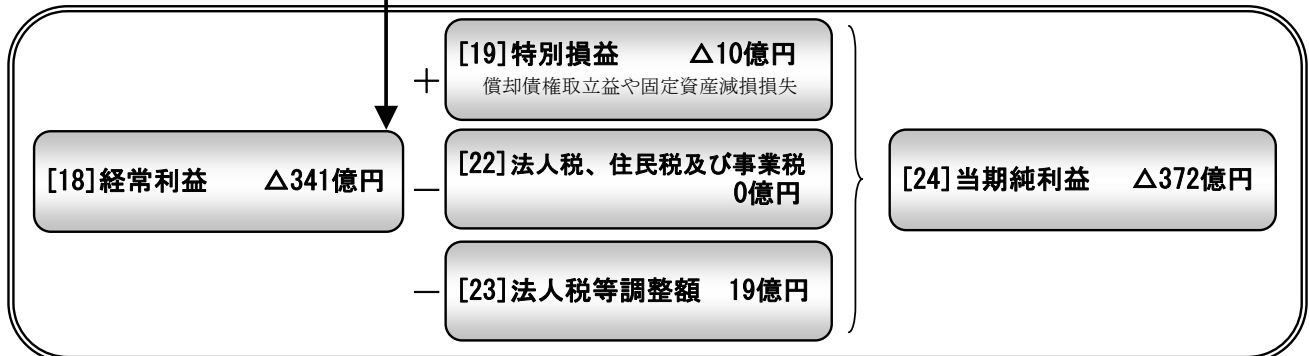 [18]経常利益 △341億円
＋
[19]特別損益 △10億円
償却債権取立益や固定資産減損損失
－
[22]法人税、住民税及び事業税
0億円
－
[23]法人税等調整額 19億円
[24]当期純利益 △372億円